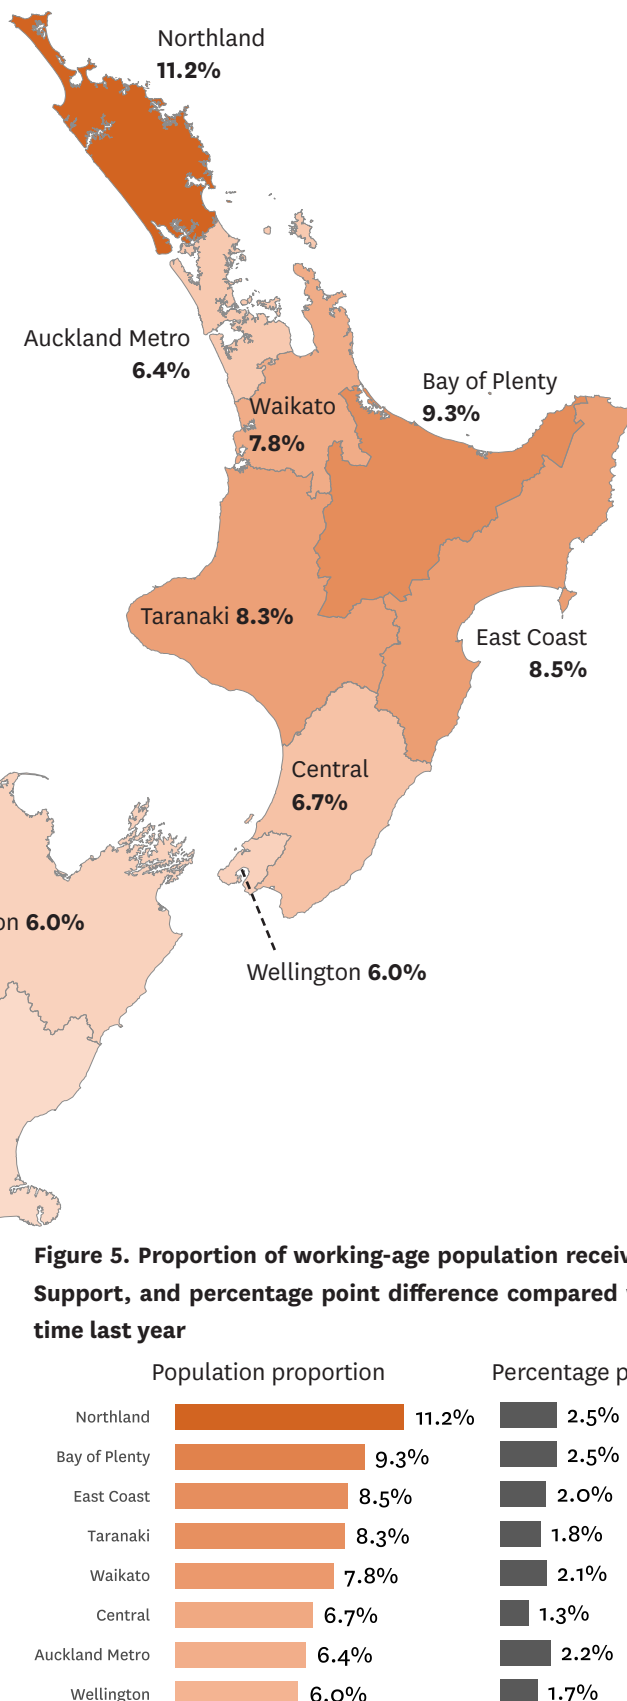 Northland
11.2%
Auckland Metro
6.4%
Bay of Plenty
9.3%
Waikato
7.8%
Taranaki 8.3%
East Coast
8.5%
Central
6.7%
on 6.0%
Wellington 6.0%
Figure 5. Proportion of working-age population
Support, and percentage point difference compared
time last year
Population proportion Percentage p
Northland 11.2% 2.5%
Bay of Plenty 9.3% 2.5%
East Coast 8.5% 2.0%
Taranaki 8.3% 1.8%
Waikato 7.8% 2.1%
Central 6.7% 1.3%
Auckland Metro 6.4% 2.2%
Wellington 6.0% 1.7%